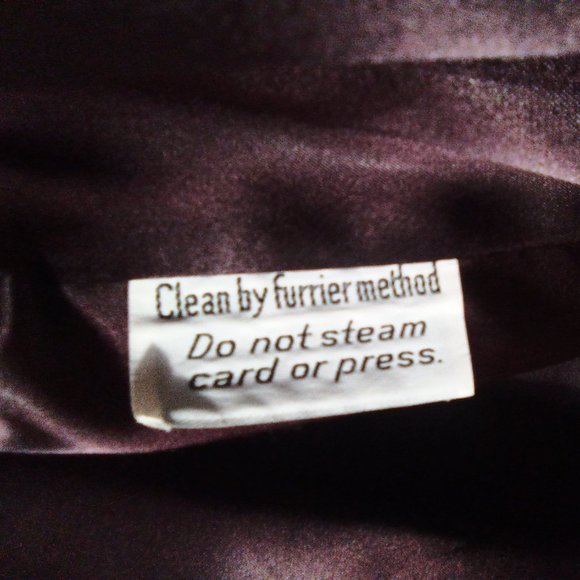 Clean by furrier method
Do not steam
card or press.